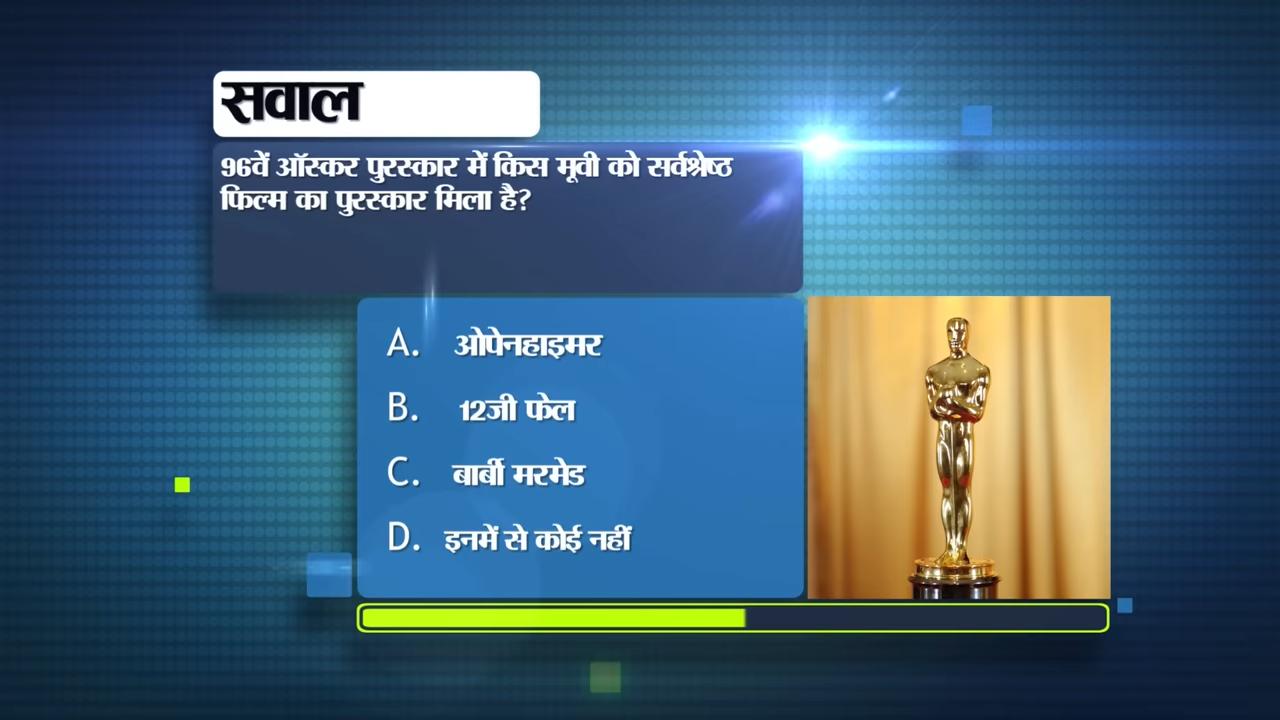 सवाल
96वें ऑस्कर पुरस्कार में किस मूवी को सर्वश्रेष्ठ
फिल्म का पुरस्कार मिला है?
A. ओपेनहाइमर
B. 12जी फेल
C. बार्बी मरमेड
D. इनमें से कोई नहीं